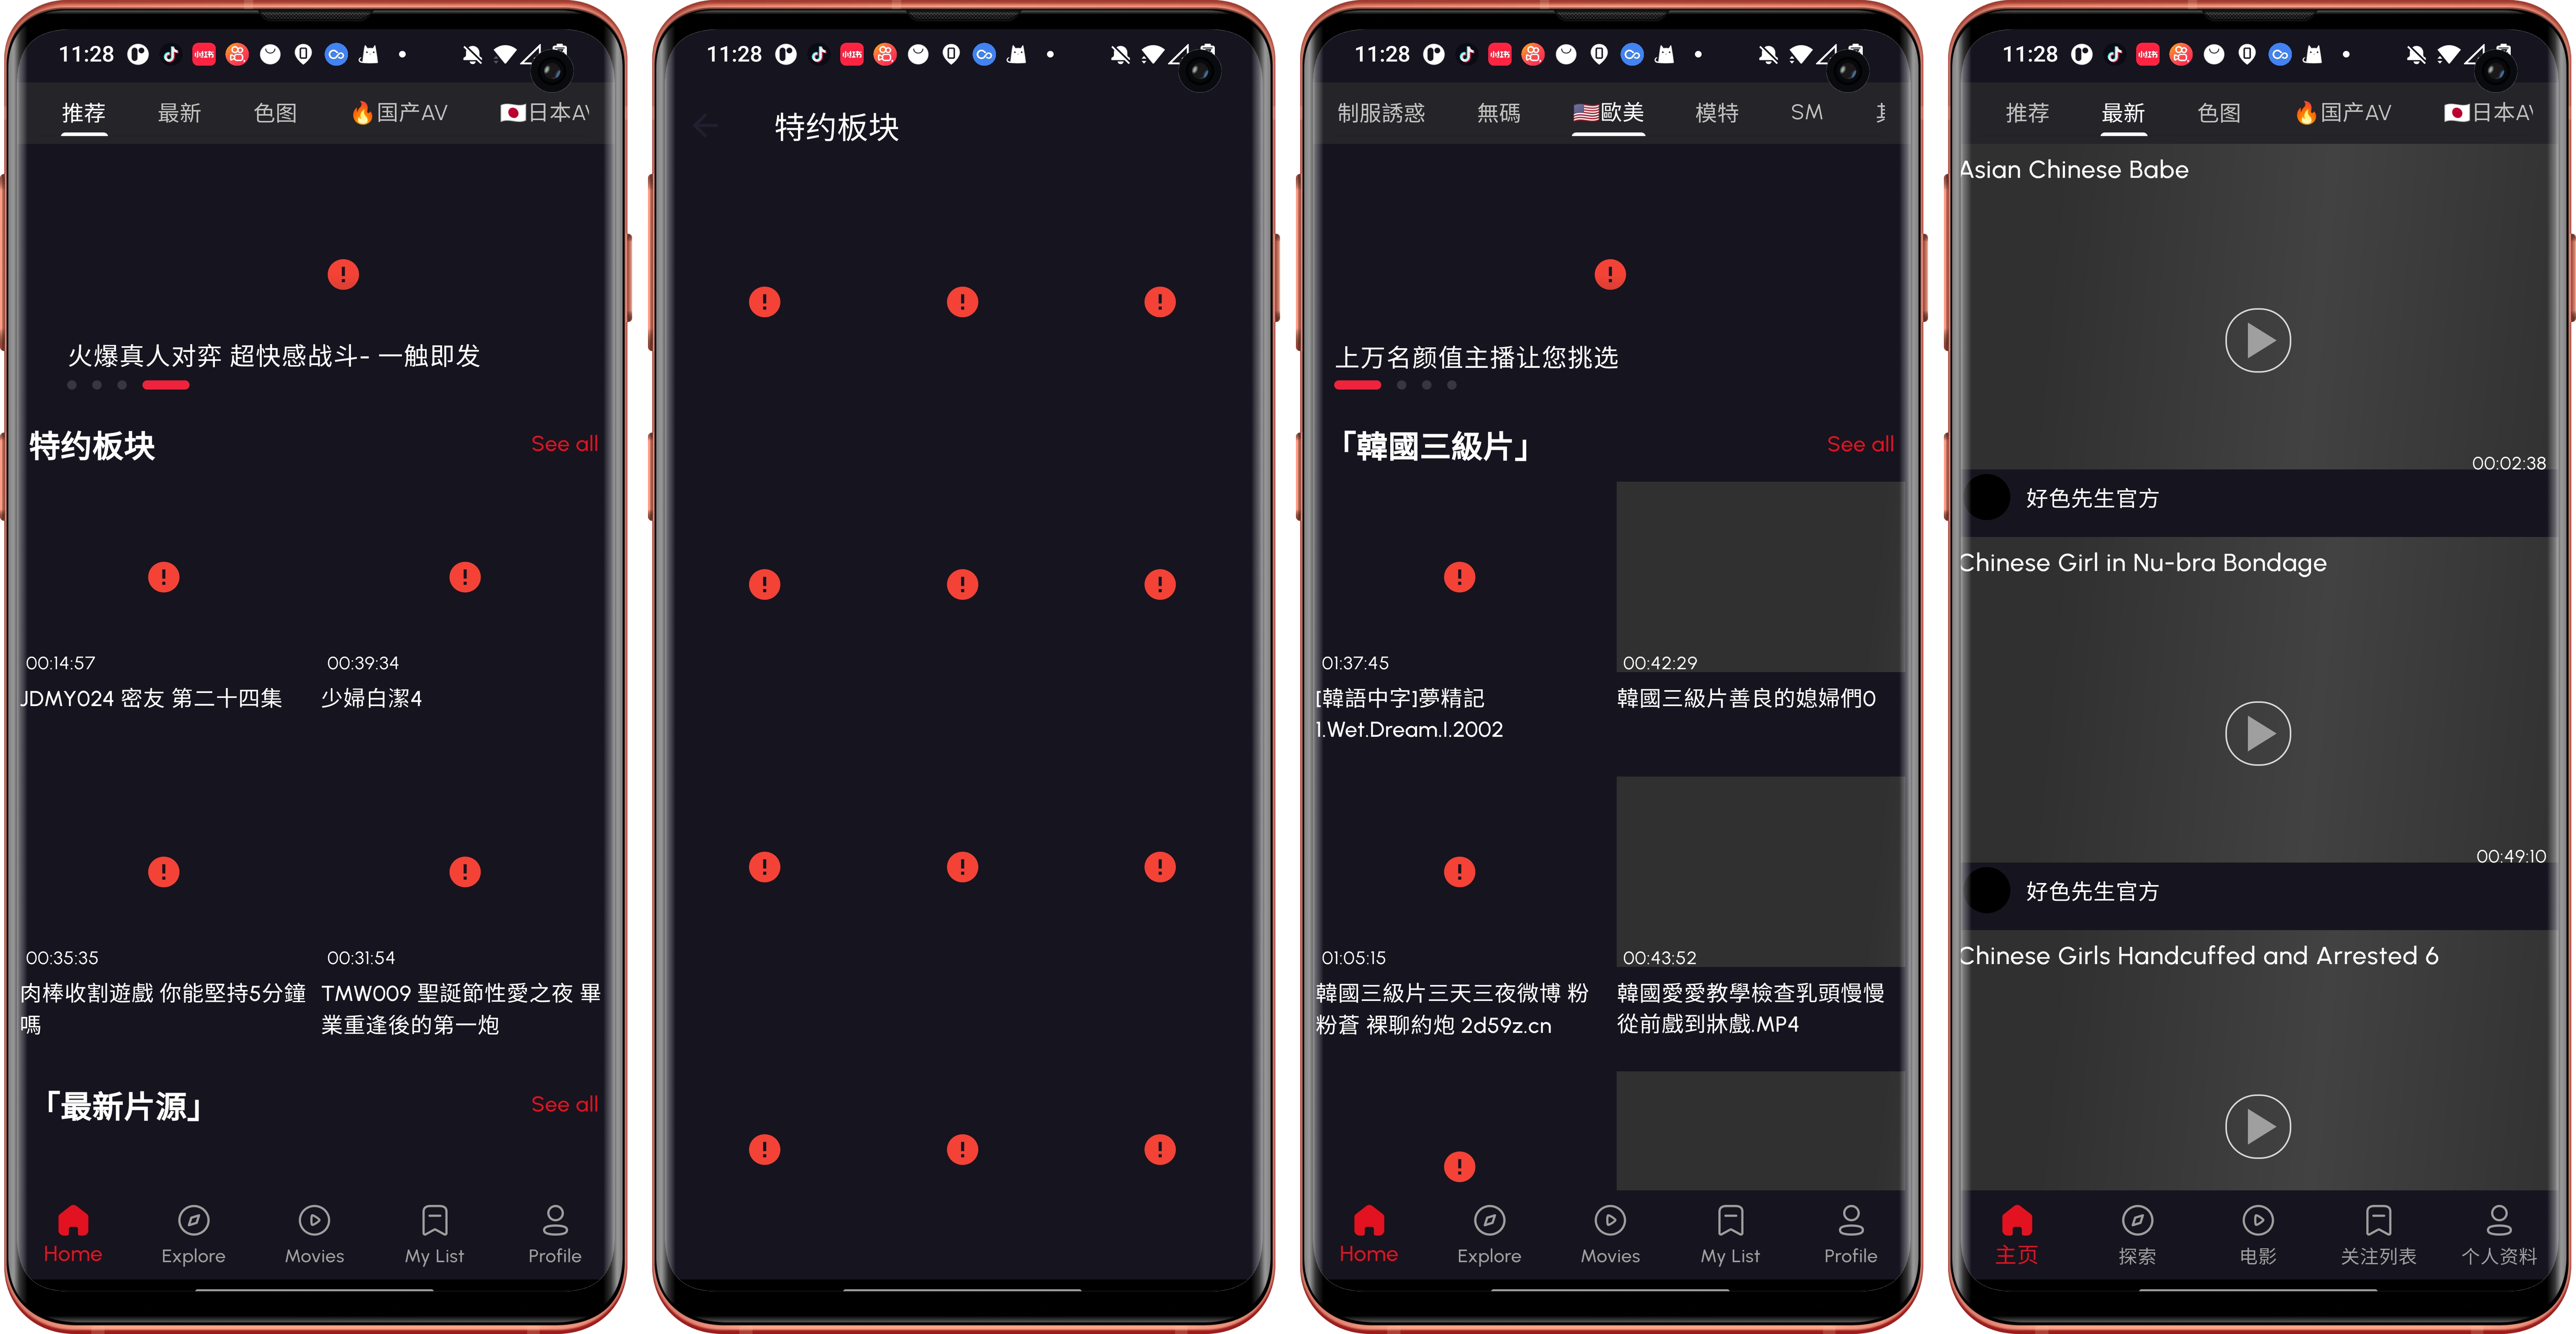 11:28
推荐 最新 色图 🔥国产AV 🇯🇵日本AV
火爆真人对弈 超快感战斗- 一触即发
特约板块 See all
00:14:57 00:39:34
JDMY024 密友 第二十四集 少婦白潔4
00:35:35 00:31:54
肉棒收割遊戲 你能堅持5分鐘嗎
TMW009 聖誕節性愛之夜 畢
業重逢後的第一炮
「最新片源」 See all
Home Explore Movies My List Profile
11:28
特约板块
11:28
制服誘惑 無碼 🇺🇸歐美 模特 SM
上万名颜值主播让您挑选
「韓國三級片」 See all
01:37:45 00:42:29
[韓語中字]夢精記
1.Wet.Dream.I.2002
韓國三級片善良的媳婦們0
01:05:15 00:43:52
韓國三級片三天三夜微博 粉
粉蒼 裸聊約炮 2d59z.cn
韓國愛愛教學檢查乳頭慢慢
從前戲到牀戲.MP4
Home Explore Movies My List Profile
11:28
推荐 最新 色图 🔥国产AV 🇯🇵日本AV
Asian Chinese Babe
00:02:38
好色先生官方
Chinese Girl in Nu-bra Bondage
00:49:10
好色先生官方
Chinese Girls Handcuffed and Arrested 6
主页 探索 电影 关注列表 个人资料